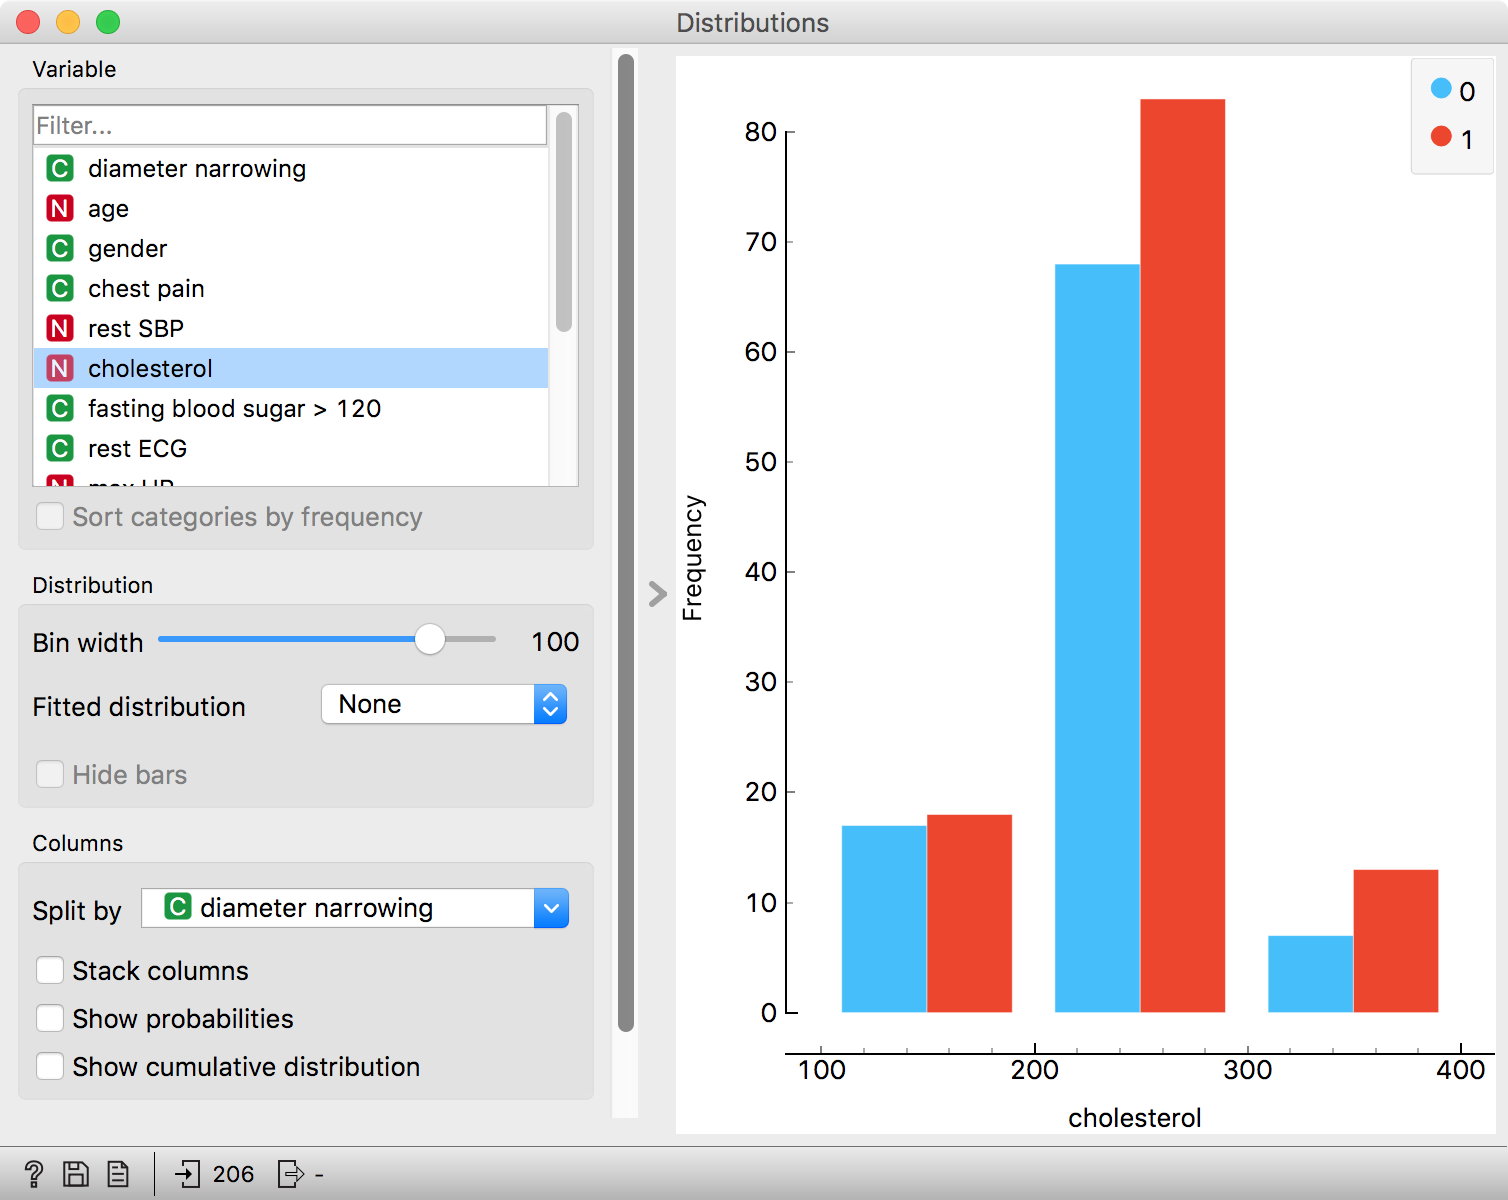 Distributions
Variable
Filter...
C diameter narrowing
N age
C gender
C chest pain
N rest SBP
N cholesterol
C fasting blood sugar > 120
C rest ECG
Sort categories by frequency
Distribution
Bin width 100
Fitted distribution None
Hide bars
Columns
Split by C diameter narrowing
Stack columns
Show probabilities
Show cumulative distribution
? 206 -
0
1
80
70
60
50
40
30
20
10
0
Frequency
100 200 300 400
cholesterol